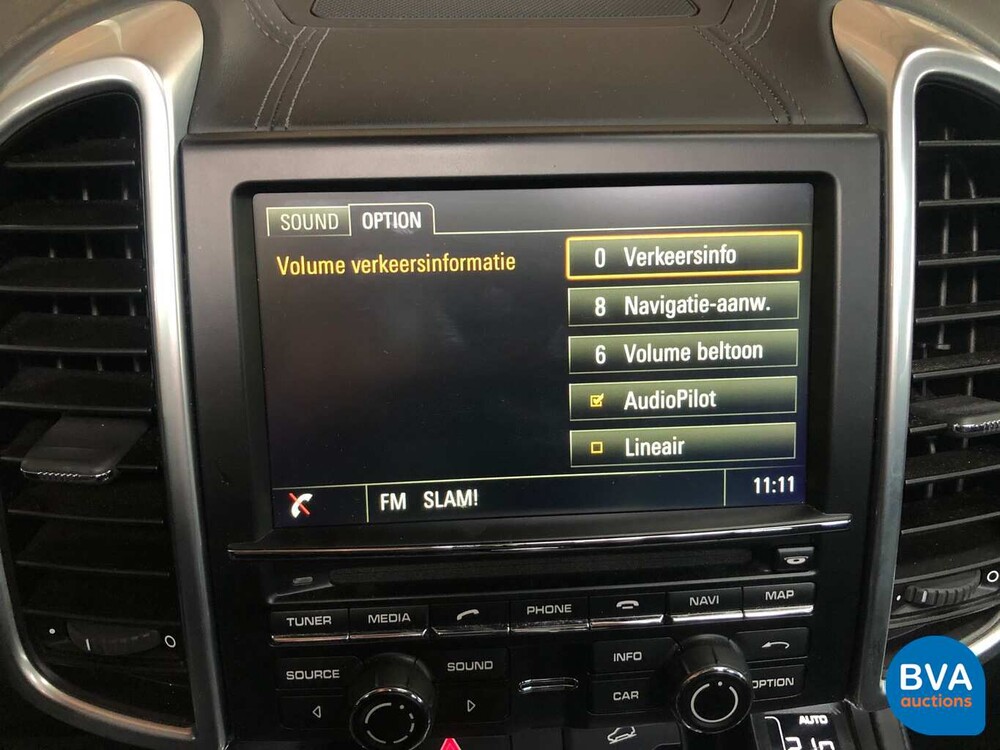 SOUND OPTION
Volume verkeersinformatie
0 Verkeersinfo
8 Navigatie-aanw.
6 Volume beltoon
AudioPilot
Lineair
FM SLAM! 11:11
TUNER MEDIA PHONE NAVI MAP
SOURCE SOUND INFO
CAR OPTION
AUTO
BVA
auctions